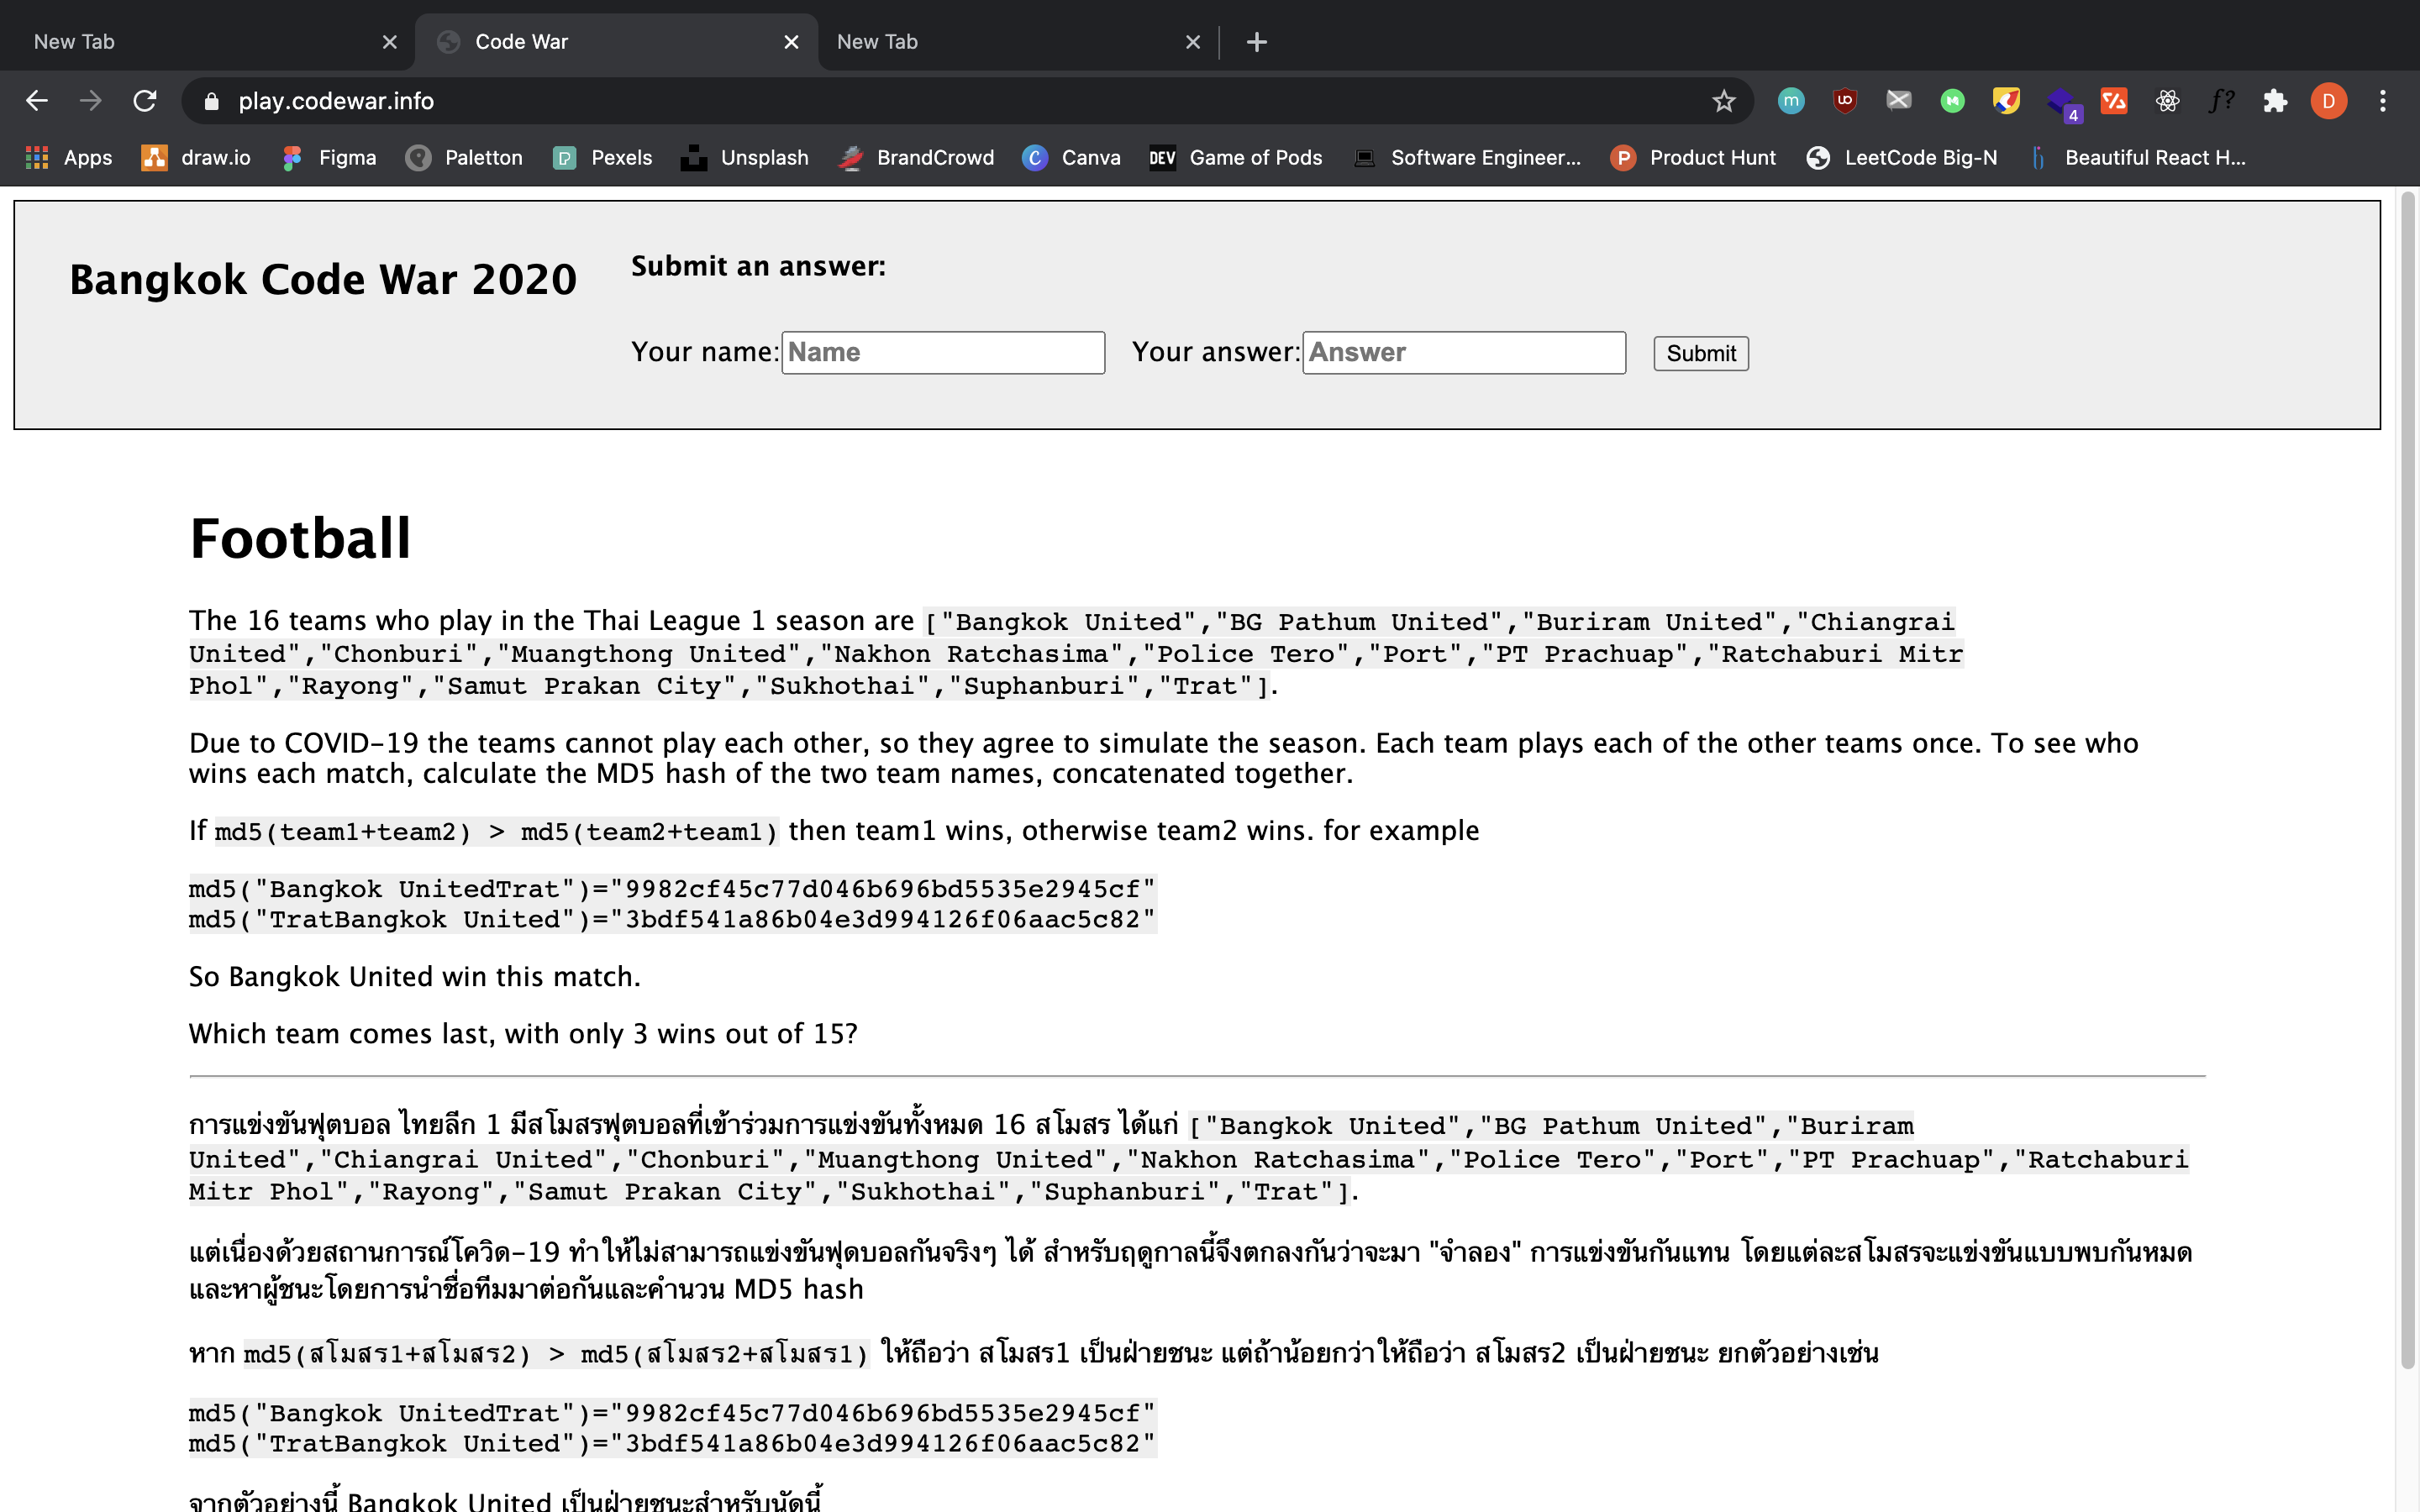 New Tab
Code War
New Tab
play.codewar.info
m
4
f?
D
Apps
draw.io
Figma
Paletton
Pexels
Unsplash
BrandCrowd
Canva
DEV Game of Pods
Software Engineer...
Product Hunt
LeetCode Big-N
Beautiful React H...
Bangkok Code War 2020
Submit an answer:
Your name: Name Your answer: Answer Submit
Football
The 16 teams who play in the Thai League 1 season are ["Bangkok United","BG Pathum United","Buriram United","Chiangrai
United","Chonburi","Muangthong United","Nakhon Ratchasima","Police Tero","Port","PT Prachuap","Ratchaburi Mitr
Phol","Rayong","Samut Prakan City","Sukhothai","Suphanburi","Trat"].
Due to COVID-19 the teams cannot play each other, so they agree to simulate the season. Each team plays each of the other teams once. To see who
wins each match, calculate the MD5 hash of the two team names, concatenated together.
If md5(team1+team2) > md5(team2+team1) then team1 wins, otherwise team2 wins. for example
md5("Bangkok UnitedTrat")="9982cf45c77d046b696bd5535e2945cf"
md5("TratBangkok United")="3bdf541a86b04e3d994126f06aac5c82"
So Bangkok United win this match.
Which team comes last, with only 3 wins out of 15?
การแข่งขันฟุตบอล ไทยลีก 1 มีสโมสรฟุตบอลที่เข้าร่วมการแข่งขันทั้งหมด 16 สโมสร ได้แก่ ["Bangkok United","BG Pathum United","Buriram
United","Chiangrai United","Chonburi","Muangthong United","Nakhon Ratchasima","Police Tero","Port","PT Prachuap","Ratchaburi
Mitr Phol","Rayong","Samut Prakan City","Sukhothai","Suphanburi","Trat"].
แต่เนื่องด้วยสถานการณ์โควิด-19 ทำให้ไม่สามารถแข่งขันฟุดบอลกันจริงๆ ได้ สำหรับฤดูกาลนี้จึงตกลงกันว่าจะมา "จำลอง" การแข่งขันกันแทน โดยแต่ละสโมสรจะแข่งขันแบบพบกันหมด
และหาผู้ชนะโดยการนำชื่อทีมมาต่อกันและคำนวน MD5 hash
หาก md5(สโมสร1+สโมสร2) > md5(สโมสร2+สโมสร1) ให้ถือว่า สโมสร1 เป็นฝ่ายชนะ แต่ถ้าน้อยกว่าให้ถือว่า สโมสร2 เป็นฝ่ายชนะ ยกตัวอย่างเช่น
md5("Bangkok UnitedTrat")="9982cf45c77d046b696bd5535e2945cf"
md5("TratBangkok United")="3bdf541a86b04e3d994126f06aac5c82"
จากตัวอย่างนี้ Bangkok United เป็นฝ่ายชนะสำหรับนัดนี้